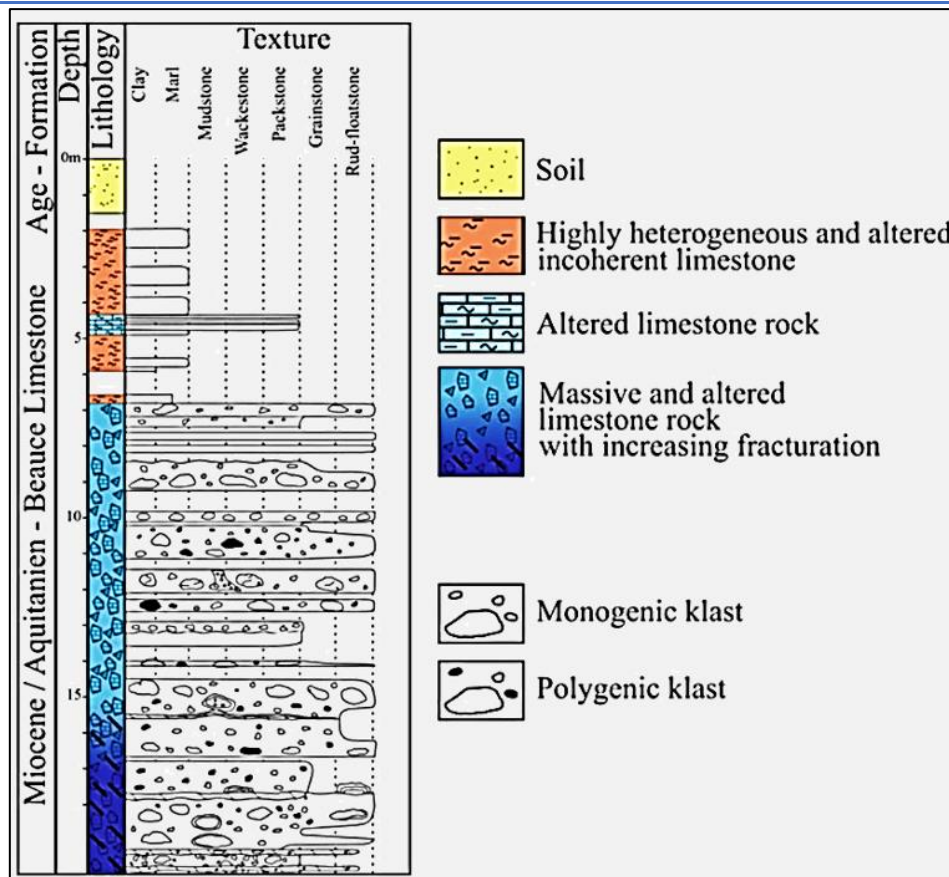 Texture
Age - Formation
Depth
Lithology
Clay
Marl
Mudstone
Wackestone
Packstone
Grainstone
Rud-floatstone
0m
5
10
15
Miocene / Aquitanien - Beauce Limestone
Soil
Highly heterogeneous and altered
incoherent limestone
Altered limestone rock
Massive and altered
limestone rock
with increasing fracturation
Monogenic klast
Polygenic klast